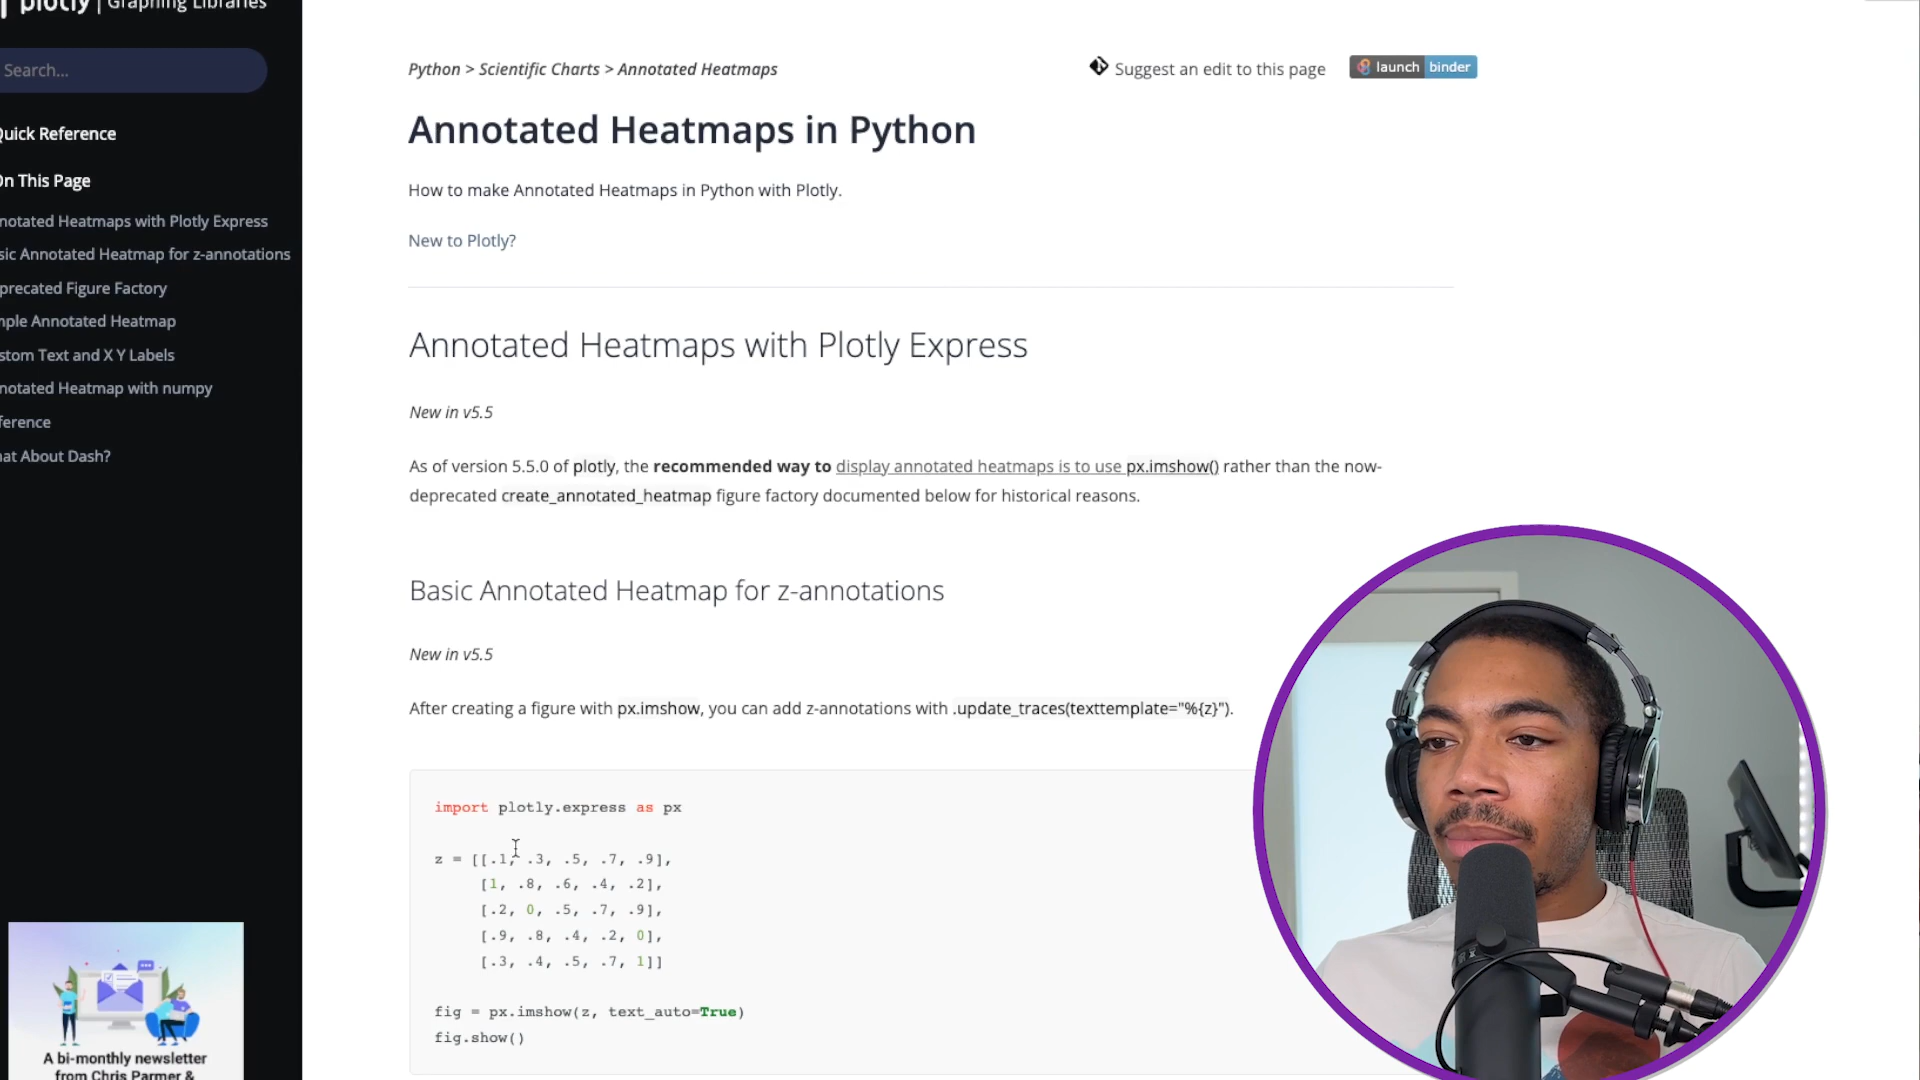 plotly | Graphing Libraries
Search...
Quick Reference
On This Page
notated Heatmaps with Plotly Express
sic Annotated Heatmap for z-annotations
precated Figure Factory
mple Annotated Heatmap
stom Text and X Y Labels
notated Heatmap with numpy
ference
hat About Dash?
A bi-monthly newsletter
from Chris Parmer &
Python > Scientific Charts > Annotated Heatmaps
Suggest an edit to this page
launch binder
Annotated Heatmaps in Python
How to make Annotated Heatmaps in Python with Plotly.
New to Plotly?
Annotated Heatmaps with Plotly Express
New in v5.5
As of version 5.5.0 of plotly, the recommended way to display annotated heatmaps is to use px.imshow() rather than the now-
deprecated create_annotated_heatmap figure factory documented below for historical reasons.
Basic Annotated Heatmap for z-annotations
New in v5.5
After creating a figure with px.imshow, you can add z-annotations with .update_traces(texttemplate="%{z}").
import plotly.express as px
z = [[.1, .3, .5, .7, .9],
[1, .8, .6, .4, .2],
[.2, 0, .5, .7, .9],
[.9, .8, .4, .2, 0],
[.3, .4, .5, .7, 1]]
fig = px.imshow(z, text_auto=True)
fig.show()